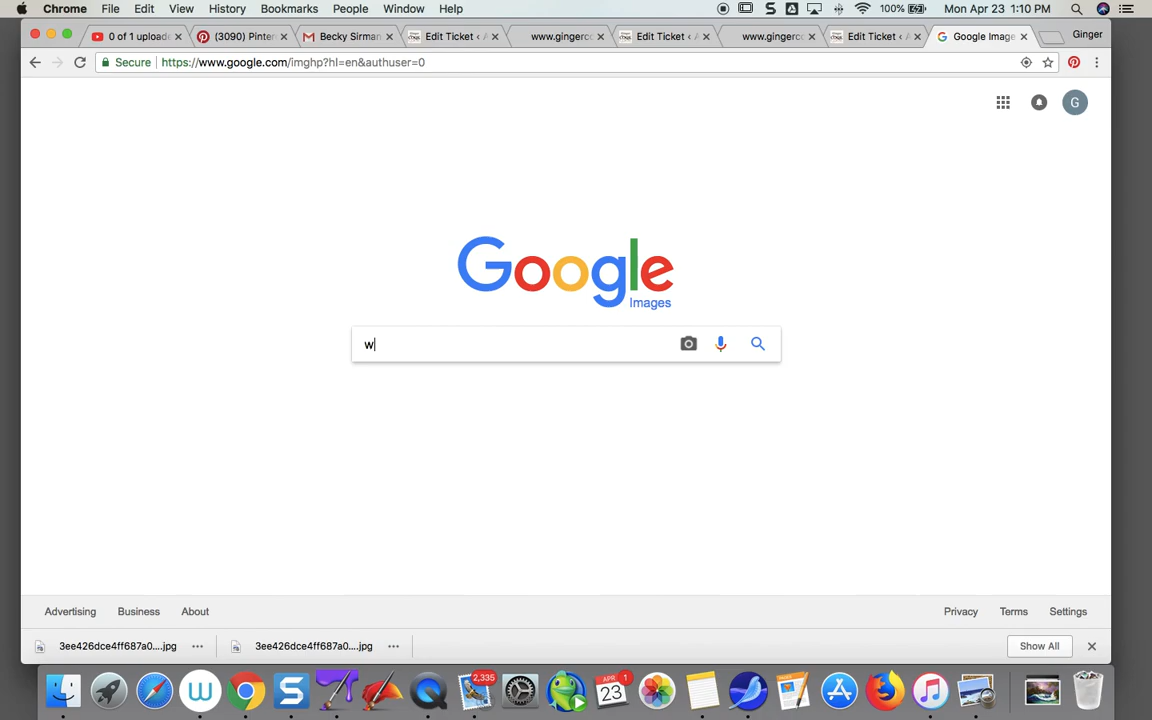 Chrome File Edit View History Bookmarks People Window Help 100% Mon Apr 23 1:10 PM
0 of 1 uploade (3090) Pinter Becky Sirman Edit Ticket ‹ A www.gingerco Edit Ticket ‹ A www.gingerc Edit Ticket ‹ A Google Image Ginger
Secure https://www.google.com/imghp?hl=en&authuser=0
G
Google
Images
w
Advertising Business About Privacy Terms Settings
3ee426dce4ff687a0....jpg 3ee426dce4ff687a0....jpg Show All
2,335 APR 23 1